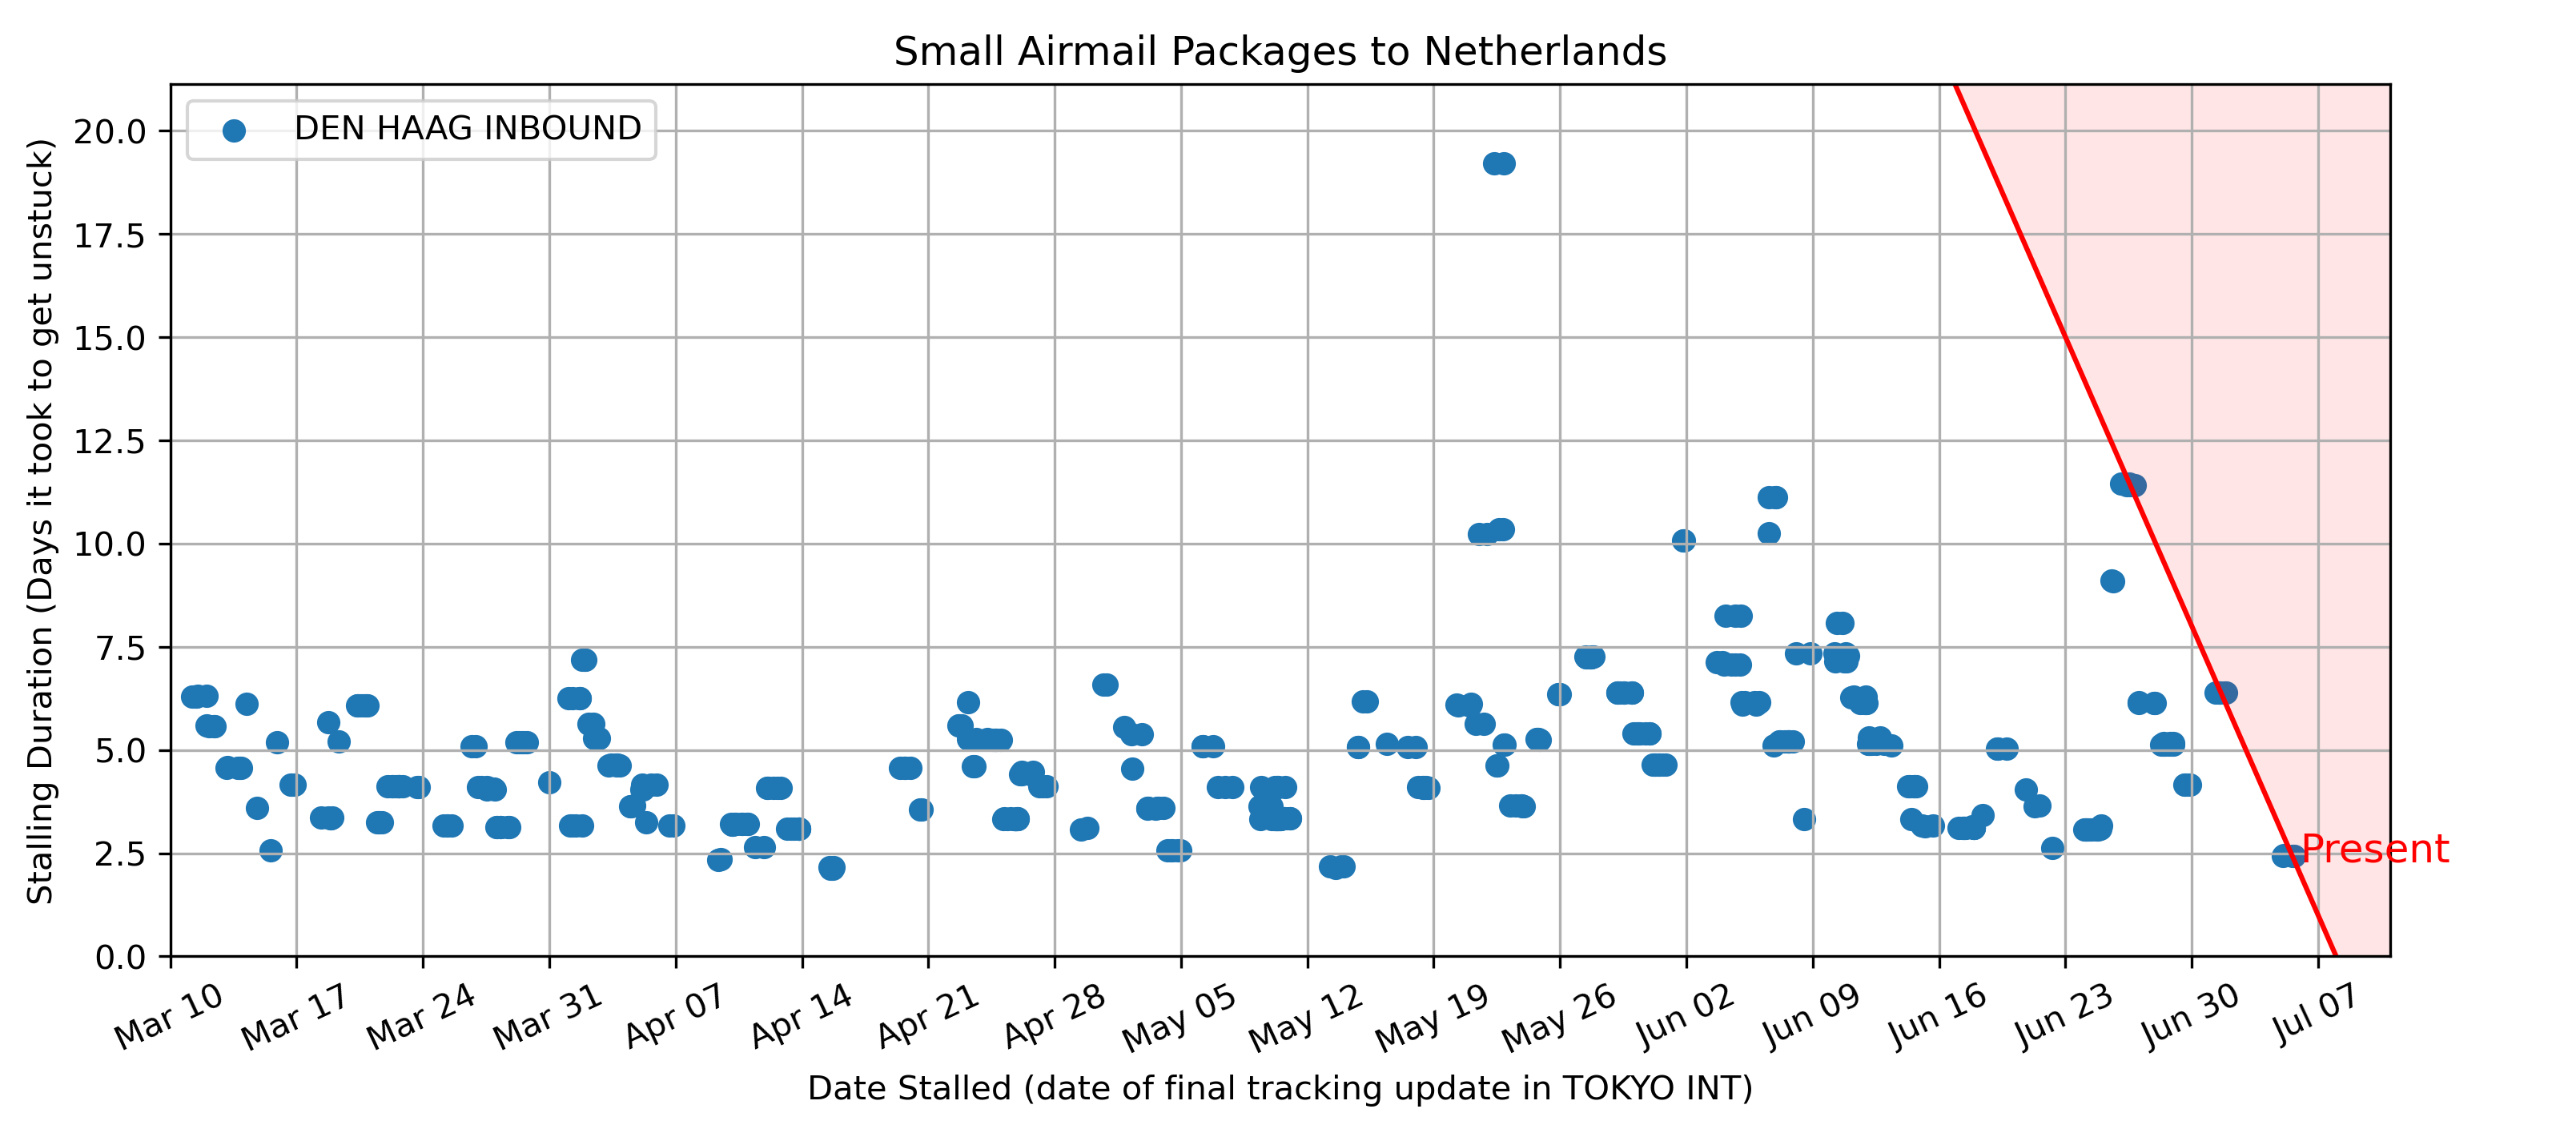 Small Airmail Packages to Netherlands
DEN HAAG INBOUND
Stalling Duration (Days it took to get unstuck)
20.0
17.5
15.0
12.5
10.0
7.5
5.0
2.5
0.0
Present
Mar 10
Mar 17
Mar 24
Mar 31
Apr 07
Apr 14
Apr 21
Apr 28
May 05
May 12
May 19
May 26
Jun 02
Jun 09
Jun 16
Jun 23
Jun 30
Jul 07
Date Stalled (date of final tracking update in TOKYO INT)